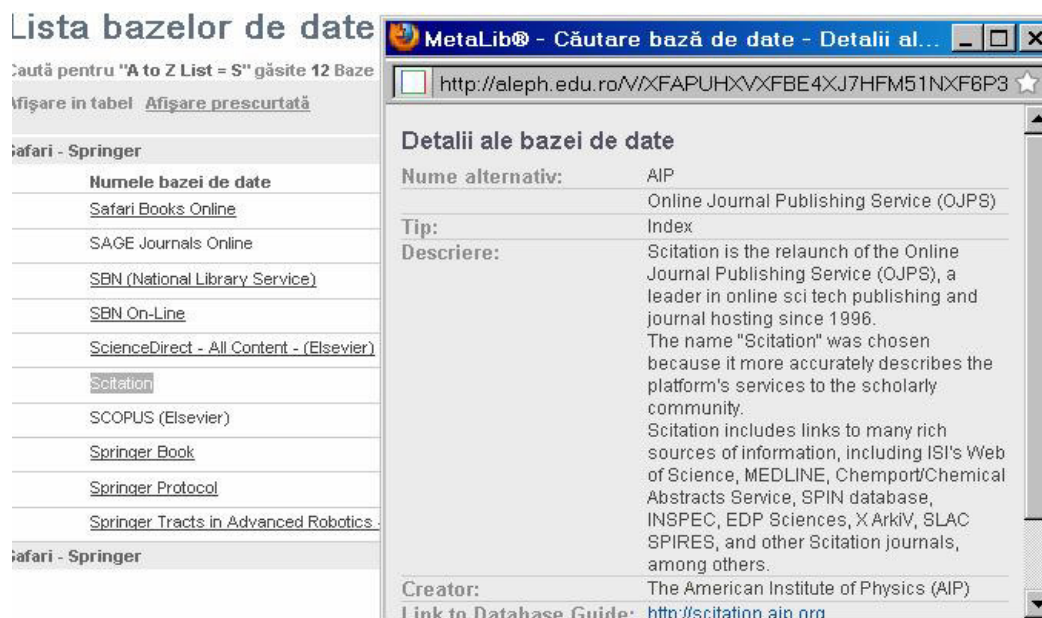 Lista bazelor de date
Caută pentru "A to Z List = S" găsite 12 Baze
Afişare in tabel Afişare prescurtată
Safari - Springer
Numele bazei de date
Safari Books Online
SAGE Journals Online
SBN (National Library Service)
SBN On-Line
ScienceDirect - All Content - (Elsevier)
Scitation
SCOPUS (Elsevier)
Springer Book
Springer Protocol
Springer Tracts in Advanced Robotics -
Safari - Springer
MetaLib® - Căutare bază de date - Detalii al...
http://aleph.edu.ro/V/XFAPUHXVXFBE4XJ7HFM51NXF6P3
Detalii ale bazei de date
Nume alternativ: AIP
Online Journal Publishing Service (OJPS)
Tip: Index
Descriere: Scitation is the relaunch of the Online
Journal Publishing Service (OJPS), a
leader in online sci tech publishing and
journal hosting since 1996.
The name "Scitation" was chosen
because it more accurately describes the
platform's services to the scholarly
community.
Scitation includes links to many rich
sources of information, including ISI's Web
of Science, MEDLINE, Chemport/Chemical
Abstracts Service, SPIN database,
INSPEC, EDP Sciences, X ArkiV, SLAC
SPIRES, and other Scitation journals,
among others.
Creator: The American Institute of Physics (AIP)
Link to Database Guide: http://scitation.aip.org